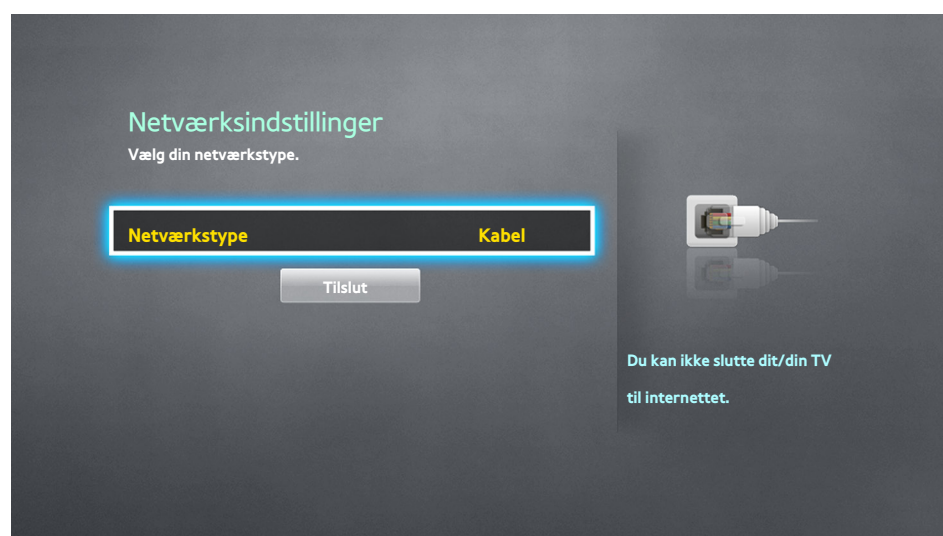 Netværksindstillinger
Vælg din netværkstype.
Netværkstype Kabel
Tilslut
Du kan ikke slutte dit/din TV
til internettet.